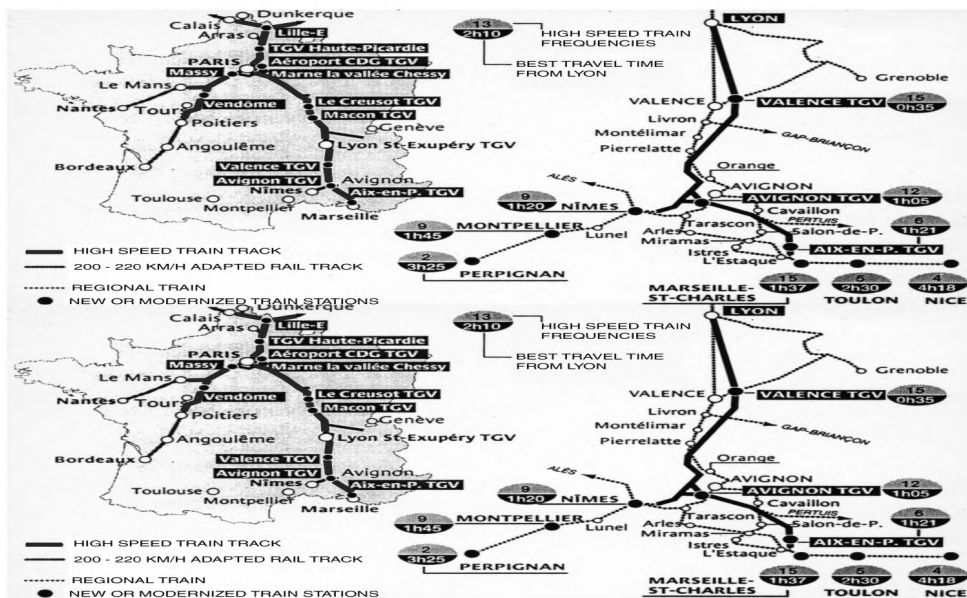 Dunkerque
Calais
Lille-E
Arras
TGV Haute-Picardie
PARIS
Aéroport CDG TGV
Massy
Marne la vallée Chessy
Le Mans
Vendôme
Le Creusot TGV
Nantes
Tours
Macon TGV
Poitiers
Genève
Lyon St-Exupéry TGV
Angoulême
Valence TGV
Bordeaux
Avignon TGV
Avignon
Nîmes
Aix-en-P. TGV
Toulouse
Montpellier
Marseille
HIGH SPEED TRAIN TRACK
200 - 220 KM/H ADAPTED RAIL TRACK
REGIONAL TRAIN
NEW OR MODERNIZED TRAIN STATIONS
13
2h10
HIGH SPEED TRAIN
FREQUENCIES
BEST TRAVEL TIME
FROM LYON
LYON
Grenoble
VALENCE
VALENCE TGV
15
0h35
Livron
Montélimar
GAP-BRIANÇON
Pierrelatte
Orange
ALÈS
AVIGNON
AVIGNON TGV
12
1h05
9
1h20
NÎMES
Cavaillon
PERTUIS
Tarascon
Salon-de-P.
6
1h21
9
1h45
MONTPELLIER
Lunel
Arles
Miramas
AIX-EN-P. TGV
Istres
L'Estaque
2
3h25
PERPIGNAN
MARSEILLE-
ST-CHARLES
15
1h37
5
2h30
TOULON
4
4h18
NICE
Dunkerque
Calais
Lille-E
Arras
TGV Haute-Picardie
PARIS
Aéroport CDG TGV
Massy
Marne la vallée Chessy
Le Mans
Vendôme
Le Creusot TGV
Nantes
Tours
Macon TGV
Poitiers
Genève
Lyon St-Exupéry TGV
Angoulême
Valence TGV
Bordeaux
Avignon TGV
Avignon
Nîmes
Aix-en-P. TGV
Toulouse
Montpellier
Marseille
HIGH SPEED TRAIN TRACK
200 - 220 KM/H ADAPTED RAIL TRACK
REGIONAL TRAIN
NEW OR MODERNIZED TRAIN STATIONS
13
2h10
HIGH SPEED TRAIN
FREQUENCIES
BEST TRAVEL TIME
FROM LYON
LYON
Grenoble
VALENCE
VALENCE TGV
15
0h35
Livron
Montélimar
GAP-BRIANÇON
Pierrelatte
Orange
ALÈS
AVIGNON
AVIGNON TGV
12
1h05
9
1h20
NÎMES
Cavaillon
PERTUIS
Tarascon
Salon-de-P.
6
1h21
9
1h45
MONTPELLIER
Lunel
Arles
Miramas
AIX-EN-P. TGV
Istres
L'Estaque
2
3h25
PERPIGNAN
MARSEILLE-
ST-CHARLES
15
1h37
5
2h30
TOULON
4
4h18
NICE